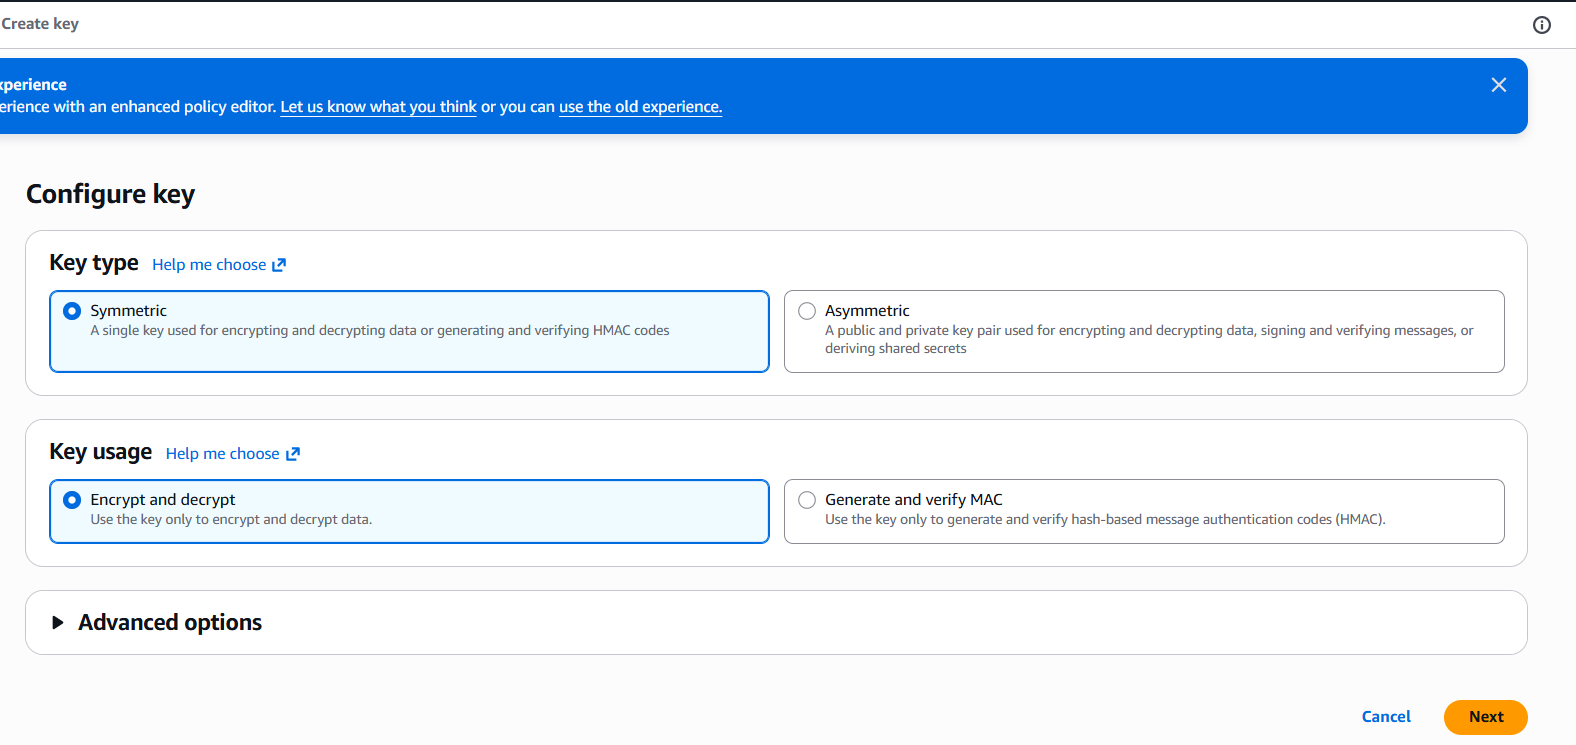 Create key
xperience
erience with an enhanced policy editor. Let us know what you think or you can use the old experience.
Configure key
Key type Help me choose
Symmetric
A single key used for encrypting and decrypting data or generating and verifying HMAC codes
Asymmetric
A public and private key pair used for encrypting and decrypting data, signing and verifying messages, or
deriving shared secrets
Key usage Help me choose
Encrypt and decrypt
Use the key only to encrypt and decrypt data.
Generate and verify MAC
Use the key only to generate and verify hash-based message authentication codes (HMAC).
Advanced options
Cancel Next